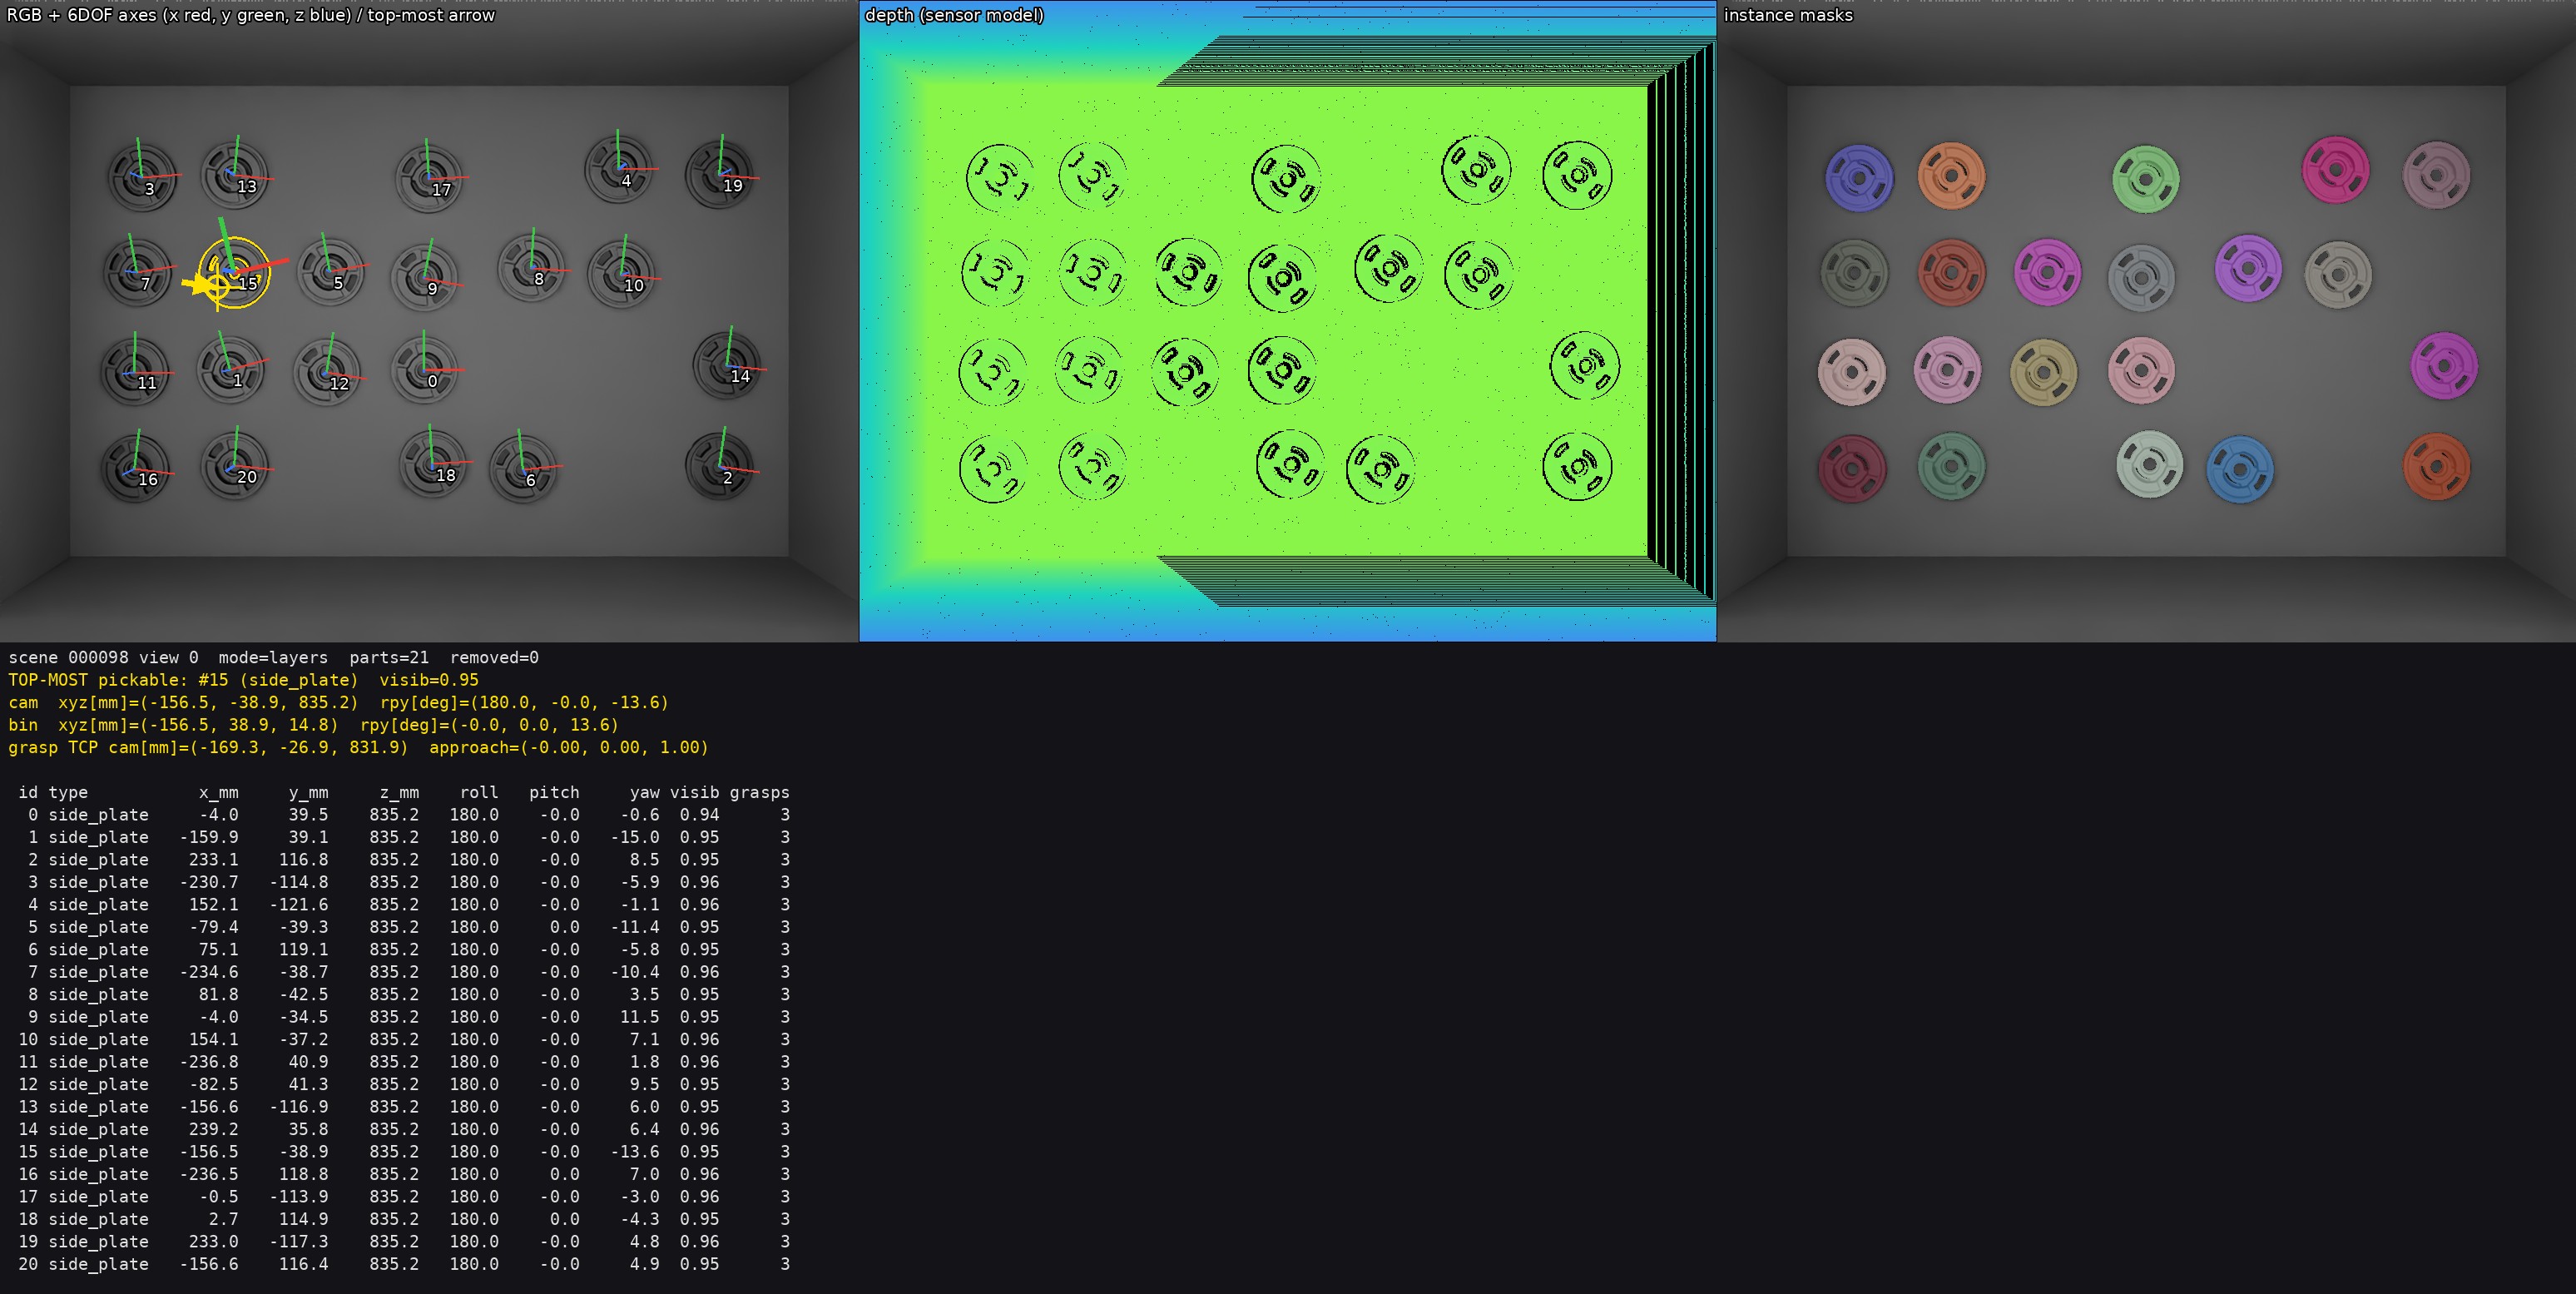 RGB + 6DOF axes (x red, y green, z blue) / top-most arrow
depth (sensor model)
instance masks
3
13
17
4
19
7
15
5
9
8
10
11
1
12
0
14
16
20
18
6
2
scene 000098 view 0  mode=layers  parts=21  removed=0
TOP-MOST pickable: #15 (side_plate)  visib=0.95
cam  xyz[mm]=(-156.5, -38.9, 835.2)  rpy[deg]=(180.0, -0.0, -13.6)
bin  xyz[mm]=(-156.5, 38.9, 14.8)  rpy[deg]=(-0.0, 0.0, 13.6)
grasp TCP cam[mm]=(-169.3, -26.9, 831.9)  approach=(-0.00, 0.00, 1.00)
id type x_mm y_mm z_mm roll pitch yaw visib grasps
0 side_plate -4.0 39.5 835.2 180.0 -0.0 -0.6 0.94 3
1 side_plate -159.9 39.1 835.2 180.0 -0.0 -15.0 0.95 3
2 side_plate 233.1 116.8 835.2 180.0 -0.0 8.5 0.95 3
3 side_plate -230.7 -114.8 835.2 180.0 -0.0 -5.9 0.96 3
4 side_plate 152.1 -121.6 835.2 180.0 -0.0 -1.1 0.96 3
5 side_plate -79.4 -39.3 835.2 180.0 0.0 -11.4 0.95 3
6 side_plate 75.1 119.1 835.2 180.0 -0.0 -5.8 0.95 3
7 side_plate -234.6 -38.7 835.2 180.0 -0.0 -10.4 0.96 3
8 side_plate 81.8 -42.5 835.2 180.0 -0.0 3.5 0.95 3
9 side_plate -4.0 -34.5 835.2 180.0 -0.0 11.5 0.95 3
10 side_plate 154.1 -37.2 835.2 180.0 -0.0 7.1 0.96 3
11 side_plate -236.8 40.9 835.2 180.0 -0.0 1.8 0.96 3
12 side_plate -82.5 41.3 835.2 180.0 -0.0 9.5 0.95 3
13 side_plate -156.6 -116.9 835.2 180.0 -0.0 6.0 0.95 3
14 side_plate 239.2 35.8 835.2 180.0 -0.0 6.4 0.96 3
15 side_plate -156.5 -38.9 835.2 180.0 -0.0 -13.6 0.95 3
16 side_plate -236.5 118.8 835.2 180.0 0.0 7.0 0.96 3
17 side_plate -0.5 -113.9 835.2 180.0 -0.0 -3.0 0.96 3
18 side_plate 2.7 114.9 835.2 180.0 0.0 -4.3 0.95 3
19 side_plate 233.0 -117.3 835.2 180.0 -0.0 4.8 0.96 3
20 side_plate -156.6 116.4 835.2 180.0 -0.0 4.9 0.95 3